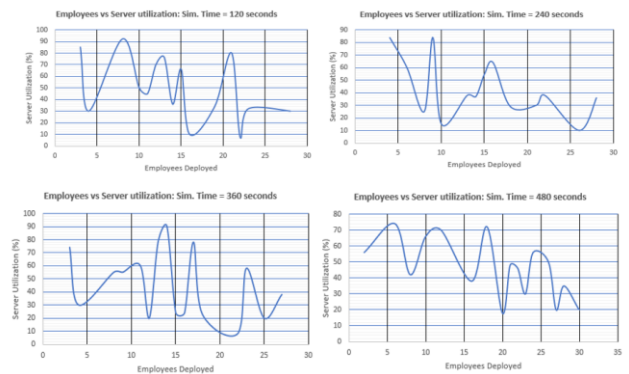 Employees vs Server utilization: Sim. Time = 120 seconds
Server Utilization (%)
100
90
80
70
60
50
40
30
20
10
0
0 5 10 15 20 25 30
Employees Deployed
Employees vs Server utilization: Sim. Time = 240 seconds
Server Utilization (%)
90
80
70
60
50
40
30
20
10
0
0 5 10 15 20 25 30
Employees Deployed
Employees vs Server utilization: Sim. Time = 360 seconds
Server Utilization (%)
100
90
80
70
60
50
40
30
20
10
0
0 5 10 15 20 25 30
Employees Deployed
Employees vs Server utilization: Sim. Time = 480 seconds
Server Utilization (%)
80
70
60
50
40
30
20
10
0
0 5 10 15 20 25 30 35
Employees Deployed